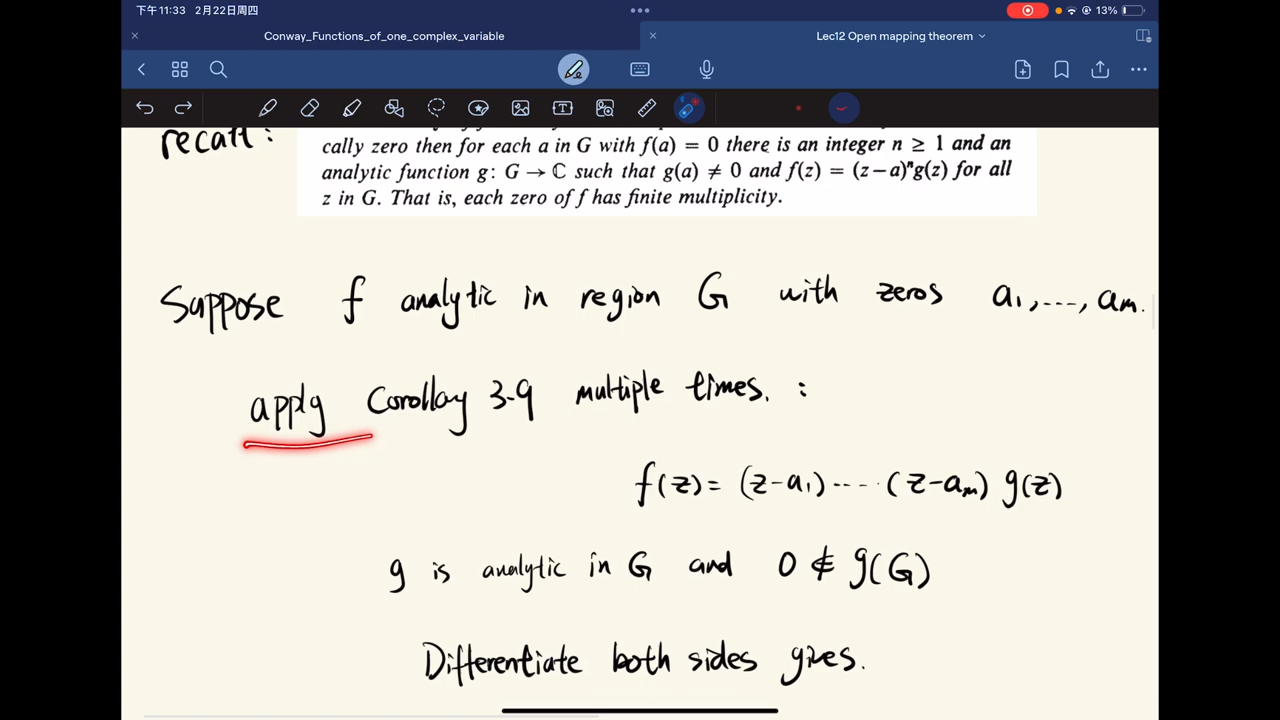 下午11:33 2月22日周四
13%
Conway_Functions_of_one_complex_variable
Lec12 Open mapping theorem
recall:
cally zero then for each a in G with f(a) = 0 there is an integer n ≥ 1 and an
analytic function g: G → ℂ such that g(a) ≠ 0 and f(z) = (z−a)ⁿg(z) for all
z in G. That is, each zero of f has finite multiplicity.
Suppose f analytic in region G with zeros a₁,...,aₘ.
apply Corollay 3-9 multiple times. :
f(z) = (z-a₁) ···· (z-aₘ) g(z)
g is analytic in G and 0 ∉ g(G)
Differentiate both sides gives.